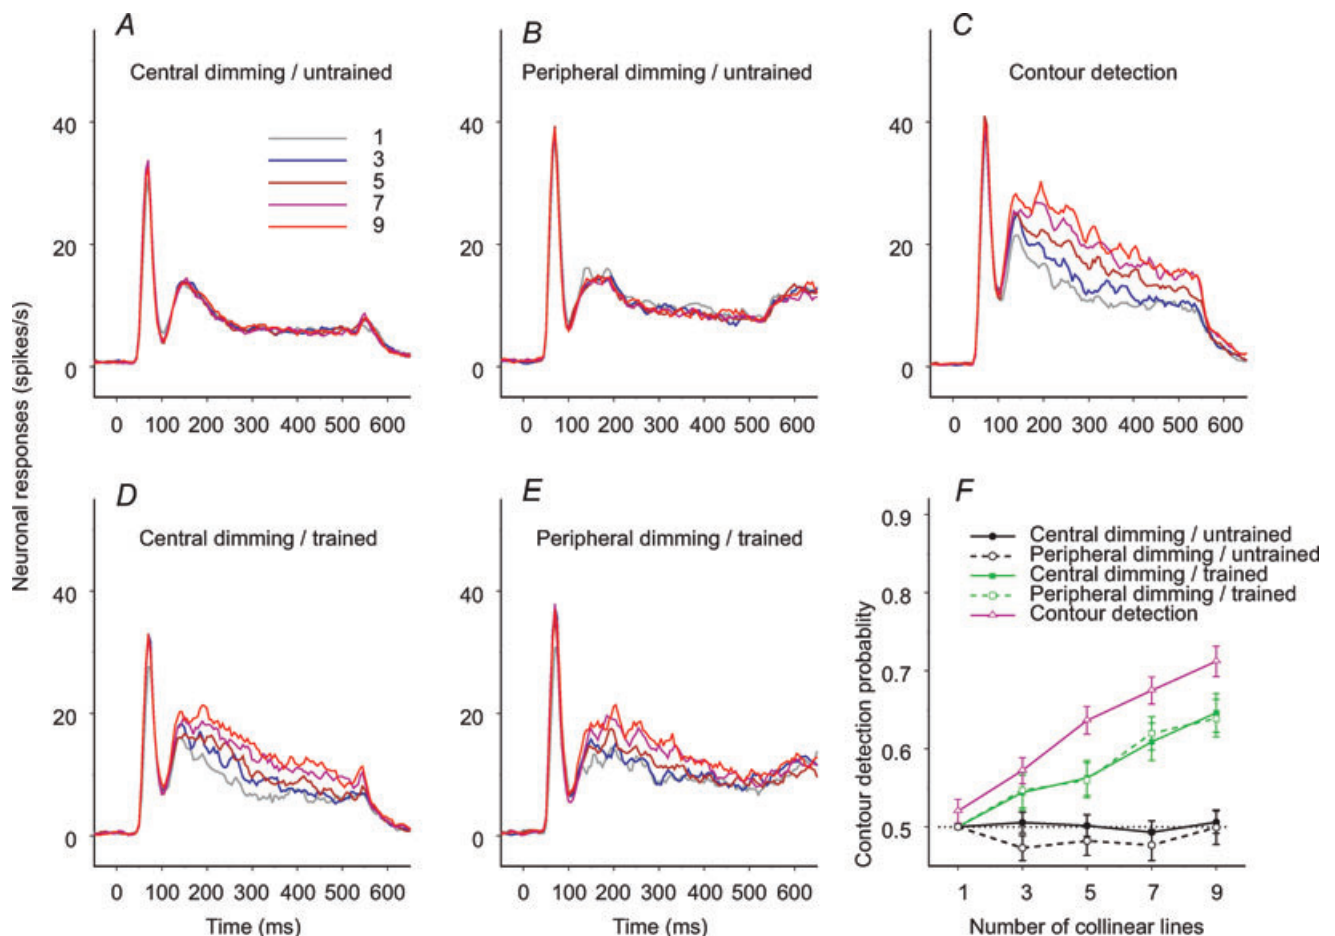 A
Central dimming / untrained
1
3
5
7
9
40
20
0
0 100 200 300 400 500 600
B
Peripheral dimming / untrained
40
20
0
0 100 200 300 400 500 600
C
Contour detection
40
20
0
0 100 200 300 400 500 600
Neuronal responses (spikes/s)
D
Central dimming / trained
40
20
0
0 100 200 300 400 500 600
Time (ms)
E
Peripheral dimming / trained
40
20
0
0 100 200 300 400 500 600
Time (ms)
F
Central dimming / untrained
Peripheral dimming / untrained
Central dimming / trained
Peripheral dimming / trained
Contour detection
Contour detection probablity
0.9
0.8
0.7
0.6
0.5
1 3 5 7 9
Number of collinear lines